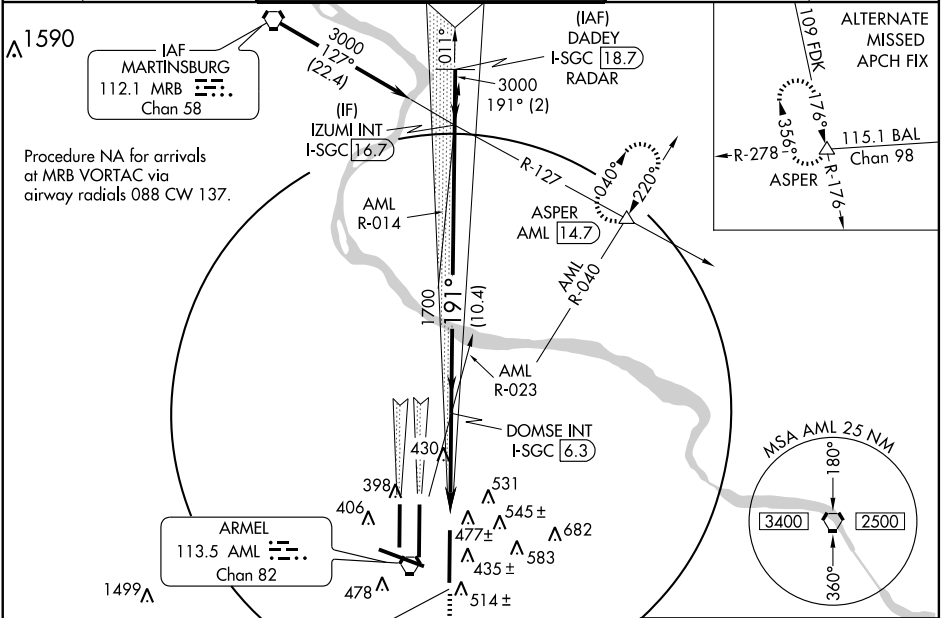 1590
IAF
MARTINSBURG
112.1 MRB
Chan 58
Procedure NA for arrivals
at MRB VORTAC via
airway radials 088 CW 137.
3000
127°
(22.4)
011°
(IAF)
DADEY
I-SGC 18.7
RADAR
3000
191° (2)
(IF)
IZUMI INT
I-SGC 16.7
R-127
AML
R-014
040°
220°
ASPER
AML 14.7
AML
R-040
1700
191°
(10.4)
AML
R-023
DOMSE INT
I-SGC 6.3
430
398
406
531
545 ±
477±
682
583
435 ±
478
514 ±
1499
ARMEL
113.5 AML
Chan 82
ALTERNATE
MISSED
APCH FIX
109 FDK
176°
356°
115.1 BAL
Chan 98
R-278
ASPER
R-176
MSA AML 25 NM
180°
3400
2500
360°